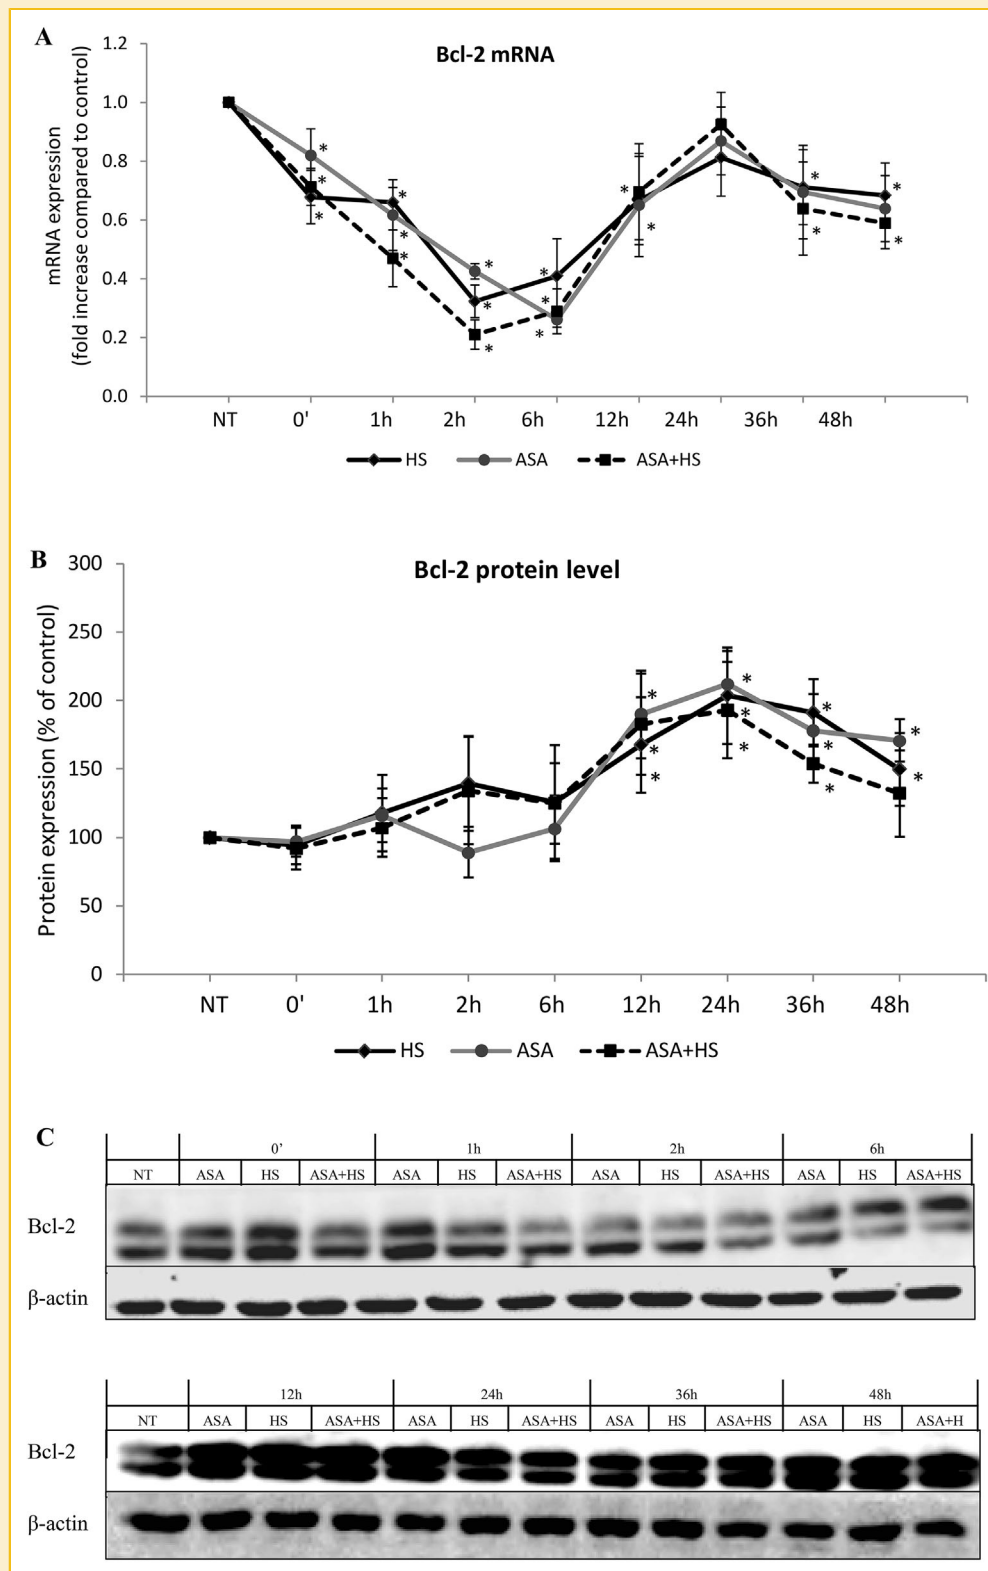 A
Bcl-2 mRNA
mRNA expression
(fold increase compared to control)
1.2
1.0
0.8
0.6
0.4
0.2
0.0
* * * * * * * * * * * * * * * * * *
NT 0' 1h 2h 6h 12h 24h 36h 48h
HS ASA ASA+HS
B
Bcl-2 protein level
Protein expression (% of control)
300
250
200
150
100
50
0
* * * * * * * * * * *
NT 0' 1h 2h 6h 12h 24h 36h 48h
HS ASA ASA+HS
C
0’ 1h 2h 6h
NT ASA HS ASA+HS ASA HS ASA+HS ASA HS ASA+HS ASA HS ASA+HS
Bcl-2
β-actin
12h 24h 36h 48h
NT ASA HS ASA+HS ASA HS ASA+HS ASA HS ASA+HS ASA HS ASA+H
Bcl-2
β-actin